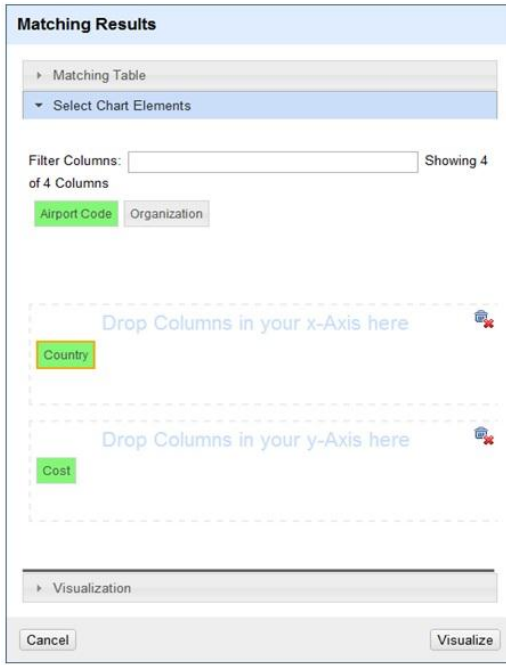 Matching Results
Matching Table
Select Chart Elements
Filter Columns: Showing 4
of 4 Columns
Airport Code Organization
Drop Columns in your x-Axis here
Country
Drop Columns in your y-Axis here
Cost
Visualization
Cancel Visualize